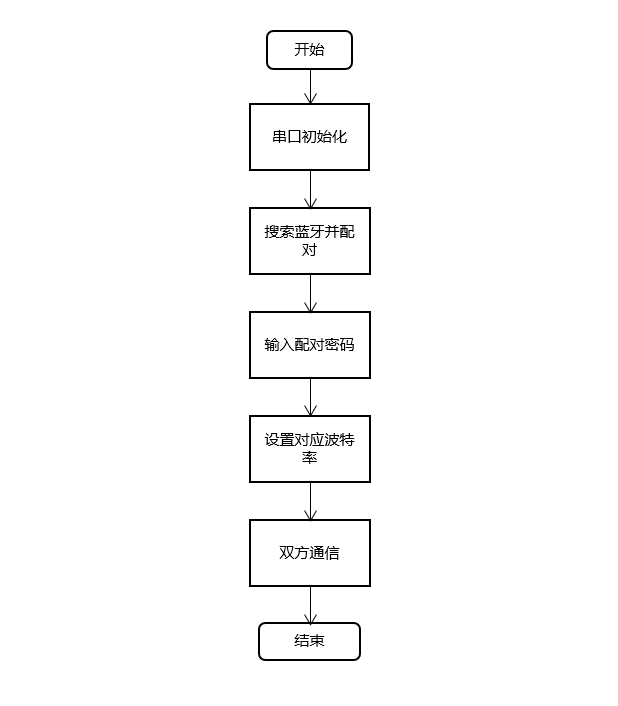 开始
串口初始化
搜索蓝牙并配
对
输入配对密码
设置对应波特
率
双方通信
结束